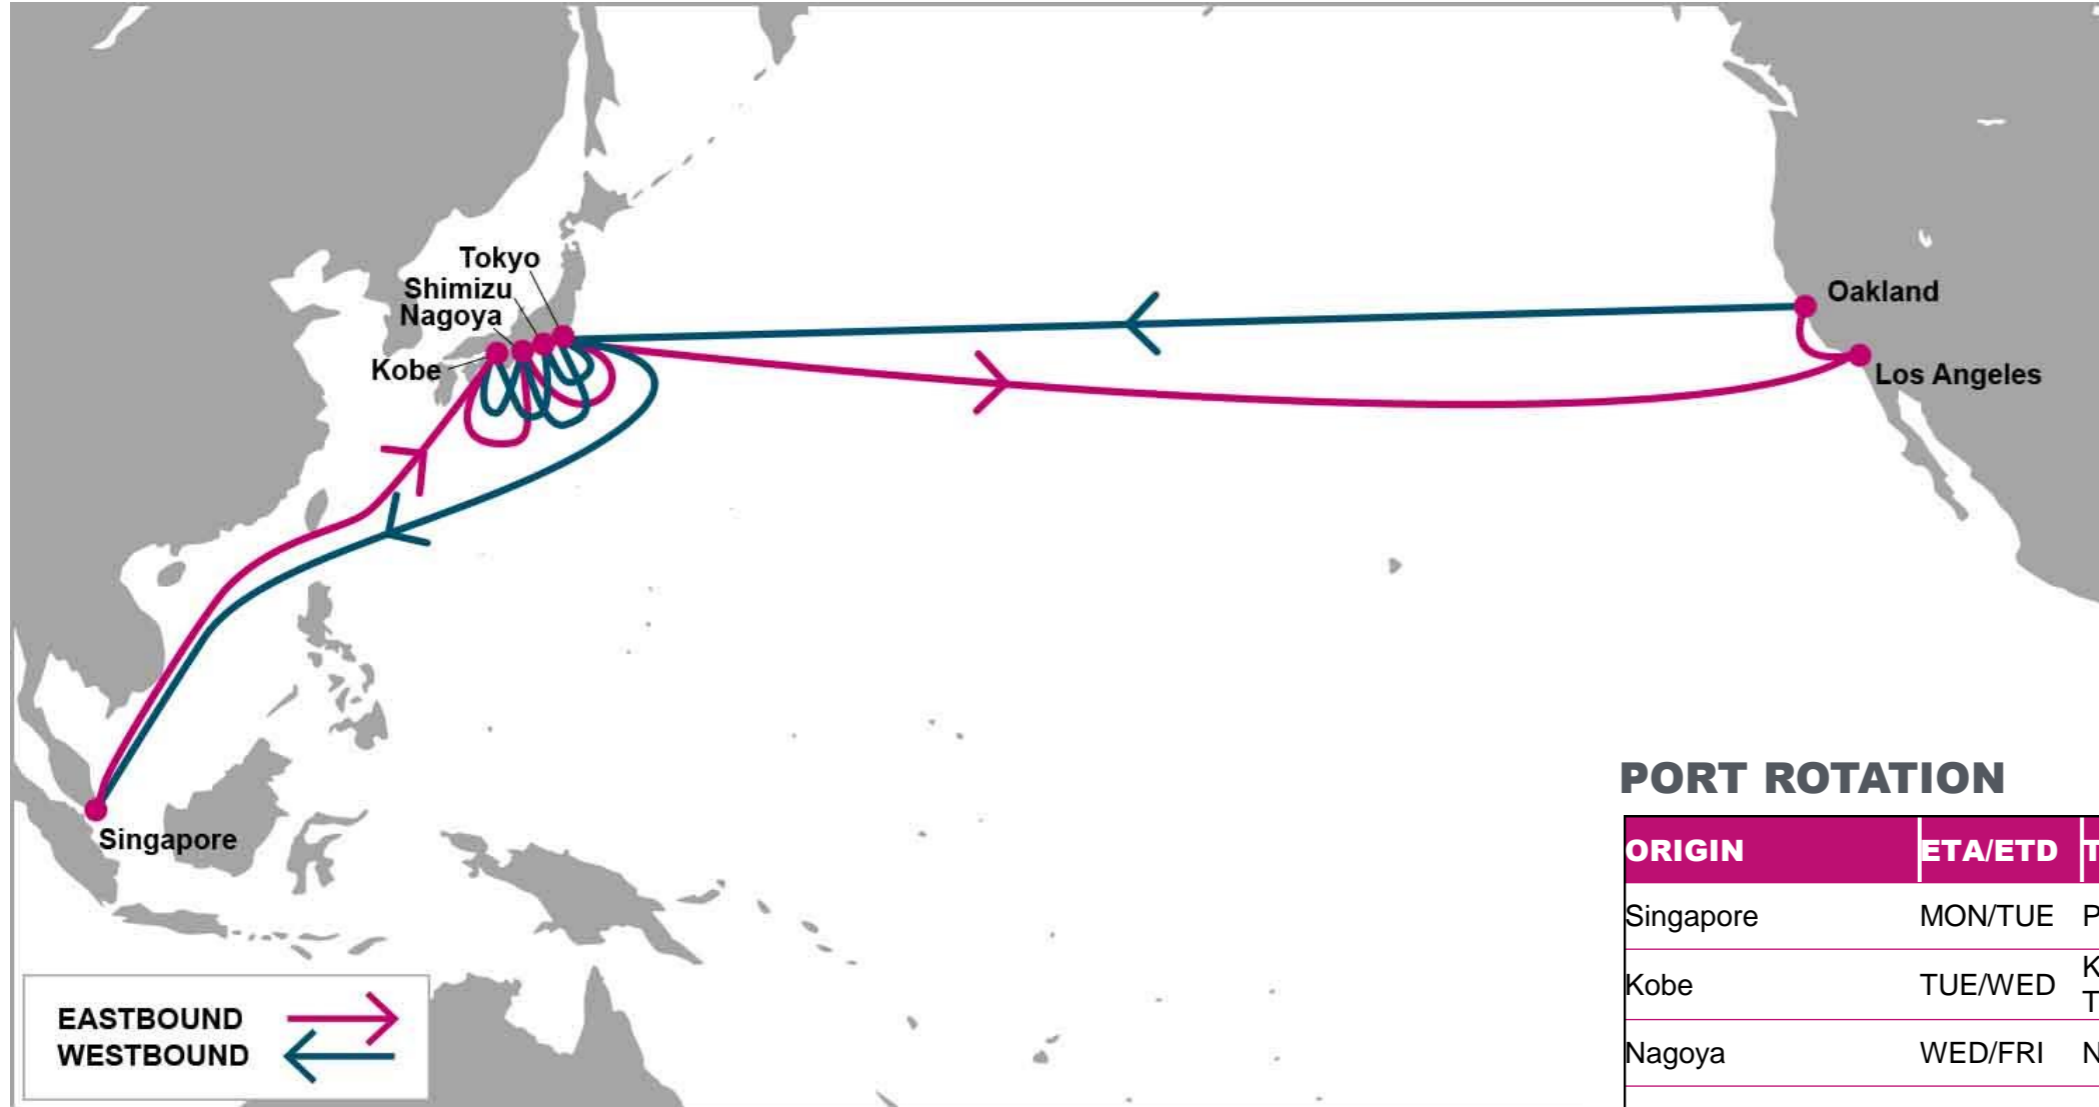 Tokyo
Shimizu
Nagoya
Kobe
Oakland
Los Angeles
Singapore
EASTBOUND
WESTBOUND
PORT ROTATION
ORIGIN ETA/ETD T
Singapore MON/TUE P
Kobe TUE/WED K
T
Nagoya WED/FRI N